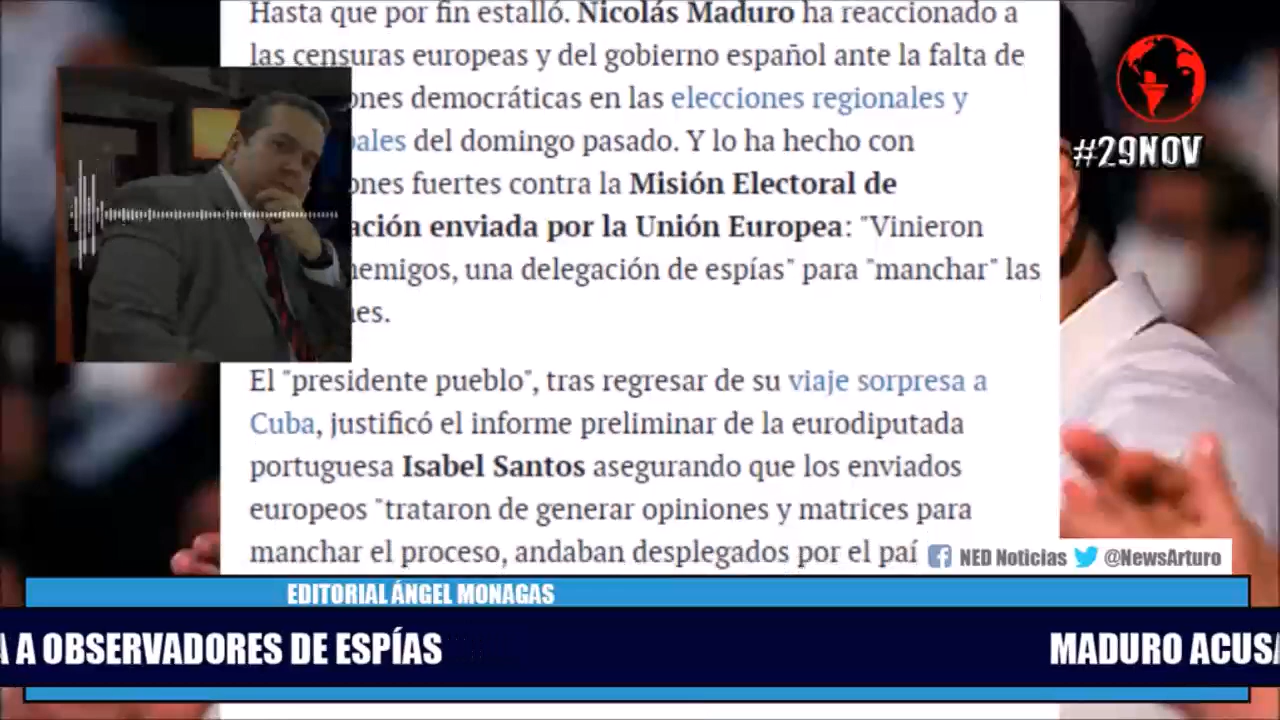 Hasta que por fin estalló. Nicolás Maduro ha reaccionado a
las censuras europeas y del gobierno español ante la falta de
ones democráticas en las elecciones regionales y
pales del domingo pasado. Y lo ha hecho con
ones fuertes contra la Misión Electoral de
ación enviada por la Unión Europea: "Vinieron
nemigos, una delegación de espías" para "manchar" las
nes.
El "presidente pueblo", tras regresar de su viaje sorpresa a
Cuba, justificó el informe preliminar de la eurodiputada
portuguesa Isabel Santos asegurando que los enviados
europeos "trataron de generar opiniones y matrices para
manchar el proceso, andaban desplegados por el paí
#29NOV
NED Noticias @NewsArturo
EDITORIAL ÁNGEL MONAGAS
A A OBSERVADORES DE ESPÍAS MADURO ACUSA